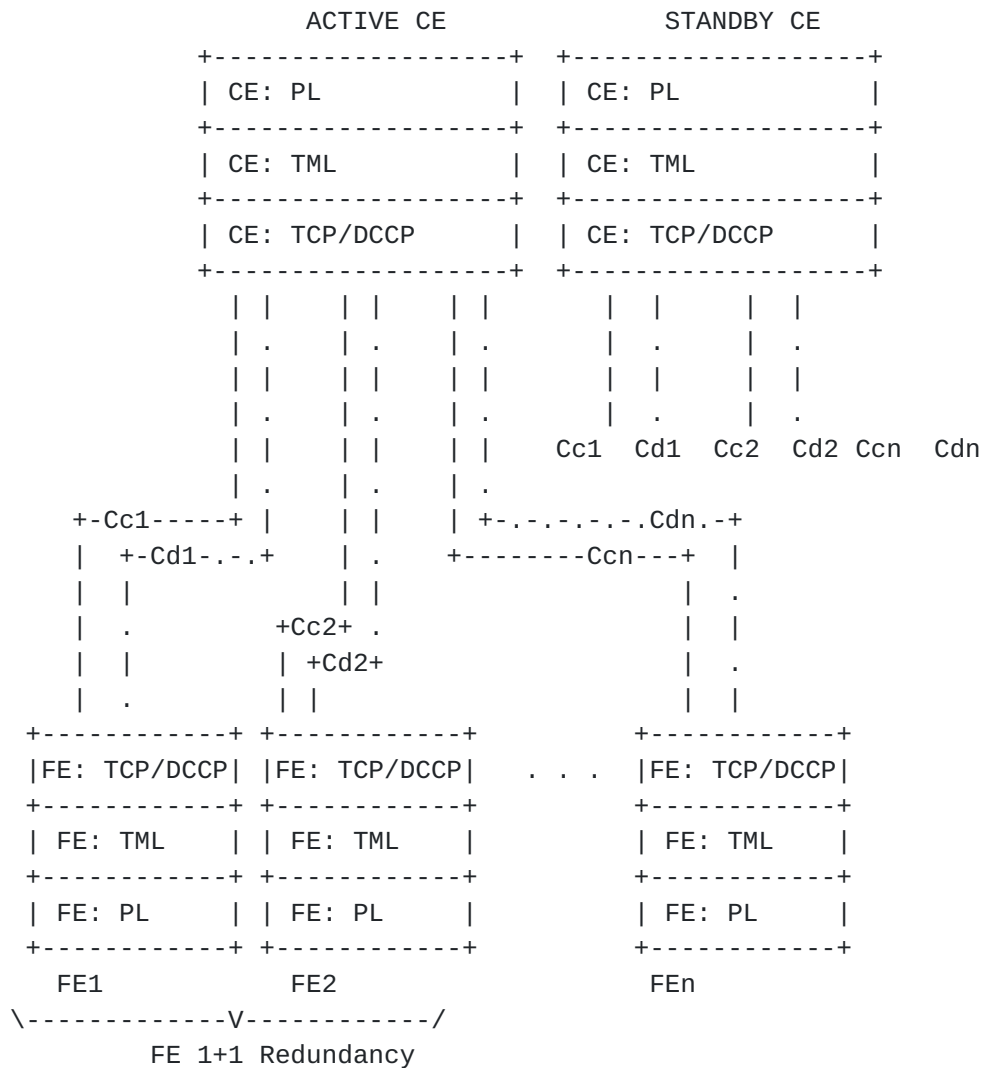 ACTIVE CE STANDBY CE
+-------------------+ +-------------------+
| CE: PL | | CE: PL |
+-------------------+ +-------------------+
| CE: TML | | CE: TML |
+-------------------+ +-------------------+
| CE: TCP/DCCP | | CE: TCP/DCCP |
+-------------------+ +-------------------+
| | | | | | | | | |
| . | . | . | . | .
| | | | | | | | | |
| . | . | . | . | .
| | | | | | Cc1 Cd1 Cc2 Cd2 Ccn Cdn
| . | . | .
+-Cc1-----+ | | | | +-.-.-.-.-.Cdn.-+
| +-Cd1-.-.+ | . +--------Ccn---+ |
| | | | | .
| . +Cc2+ . | |
| | | +Cd2+ | .
| . | | | |
+------------+ +------------+ +------------+
|FE: TCP/DCCP| |FE: TCP/DCCP| . . . |FE: TCP/DCCP|
+------------+ +------------+ +------------+
| FE: TML | | FE: TML | | FE: TML |
+------------+ +------------+ +------------+
| FE: PL | | FE: PL | | FE: PL |
+------------+ +------------+ +------------+
FE1 FE2 FEn
\-------------V------------/
FE 1+1 Redundancy